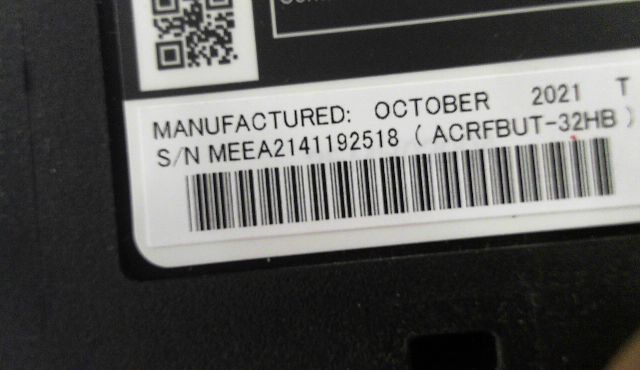 MANUFACTURED: OCTOBER 2021 T
S/N MEEA2141192518 ( ACRFBUT-32HB )